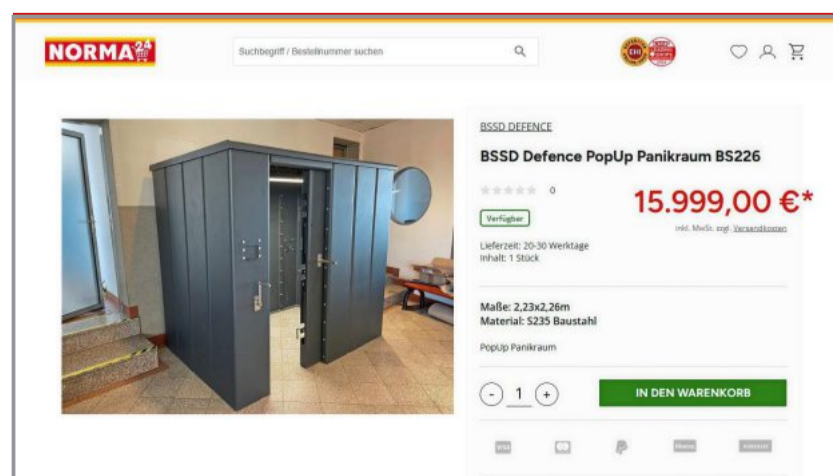 NORMA24
Suchbegriff / Bestellnummer suchen
EHI
BSSD DEFENCE
BSSD Defence PopUp Panikraum BS226
0
15.999,00 €*
Verfügbar
inkl. MwSt. zzgl. Versandkosten
Lieferzeit: 20-30 Werktage
Inhalt: 1 Stück
Maße: 2,23x2,26m
Material: S235 Baustahl
PopUp Panikraum
- 1 +
IN DEN WARENKORB
VISA